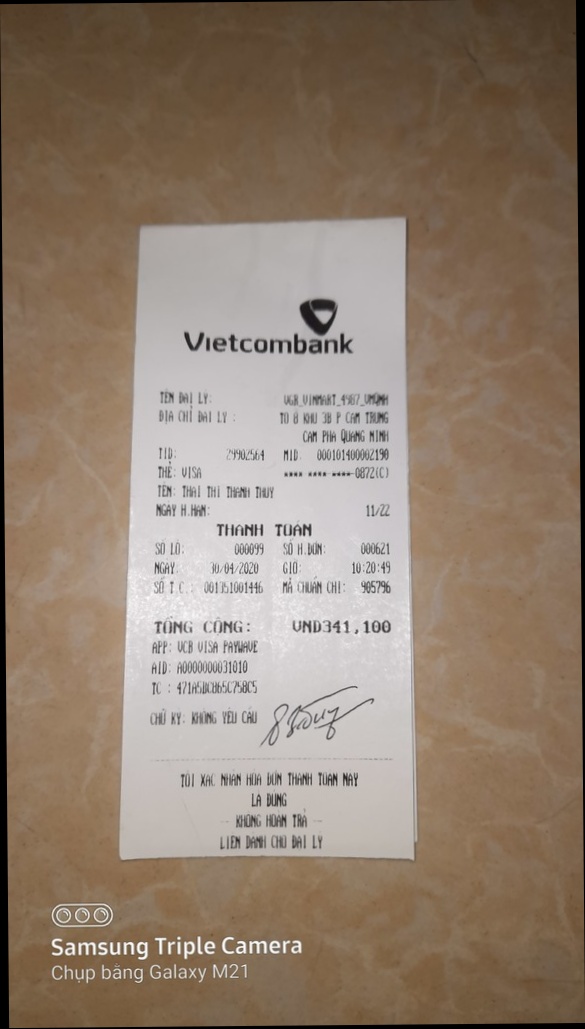 Vietcombank
TÊN ĐẠI LÝ: VCB_VINMART_4987_VMQNH
ĐỊA CHỈ ĐẠI LÝ : TO 8 KHU 3B P CAM TRUNG
CAM PHA QUANG NINH
TID: 29902564 MID: 000101400002190
THẺ: VISA **** **** ****0872(C)
TÊN: THAI THI THANH THUY
NGÀY H.HẠN: 11/22
THANH TOÁN
SỐ LÔ: 000099 SỐ H.ĐƠN: 000621
NGÀY: 30/04/2020 GIỜ: 10:20:49
SỐ T.C.: 001351001446 MÃ CHUẨN CHI: 905796
TỔNG CỘNG: VND341,100
APP: VCB VISA PAYWAVE
AID: A0000000031010
TC : 471A5BCB65C758C5
CHỮ KÝ: KHÔNG YÊU CẦU
TÔI XÁC NHẬN HÓA ĐƠN THANH TOÁN NÀY
LÀ ĐÚNG
-- KHÔNG HOÀN TRẢ --
LIÊN DÀNH CHO ĐẠI LÝ
Samsung Triple Camera
Chụp bằng Galaxy M21